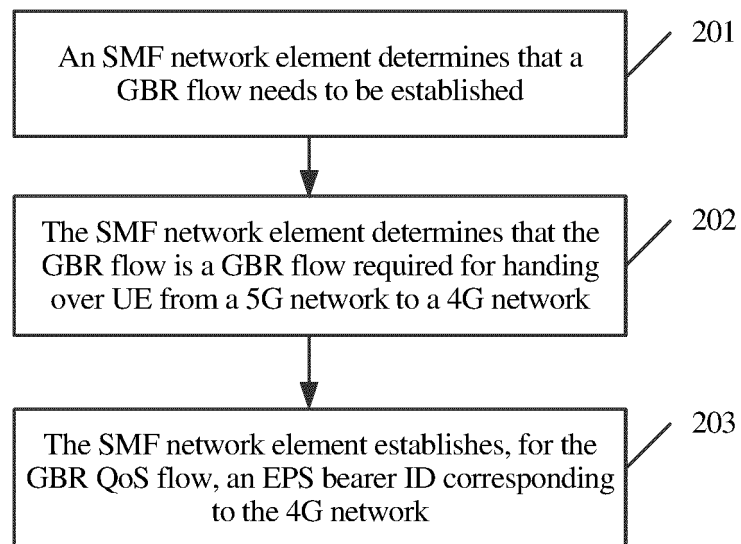 An SMF network element determines that a
GBR flow needs to be established
201
The SMF network element determines that the
GBR flow is a GBR flow required for handing
over UE from a 5G network to a 4G network
202
The SMF network element establishes, for the
GBR QoS flow, an EPS bearer ID corresponding
to the 4G network
203